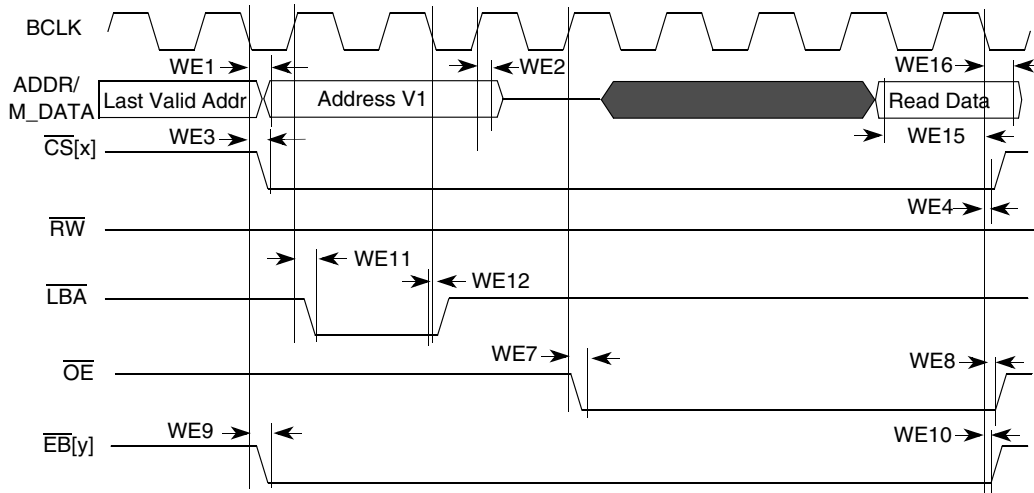 BCLK
WE1
WE2
WE16
ADDR/
M_DATA
Last Valid Addr
Address V1
Read Data
WE3
WE15
CS[x]
WE4
RW
WE11
WE12
LBA
WE7
WE8
OE
WE9
WE10
EB[y]